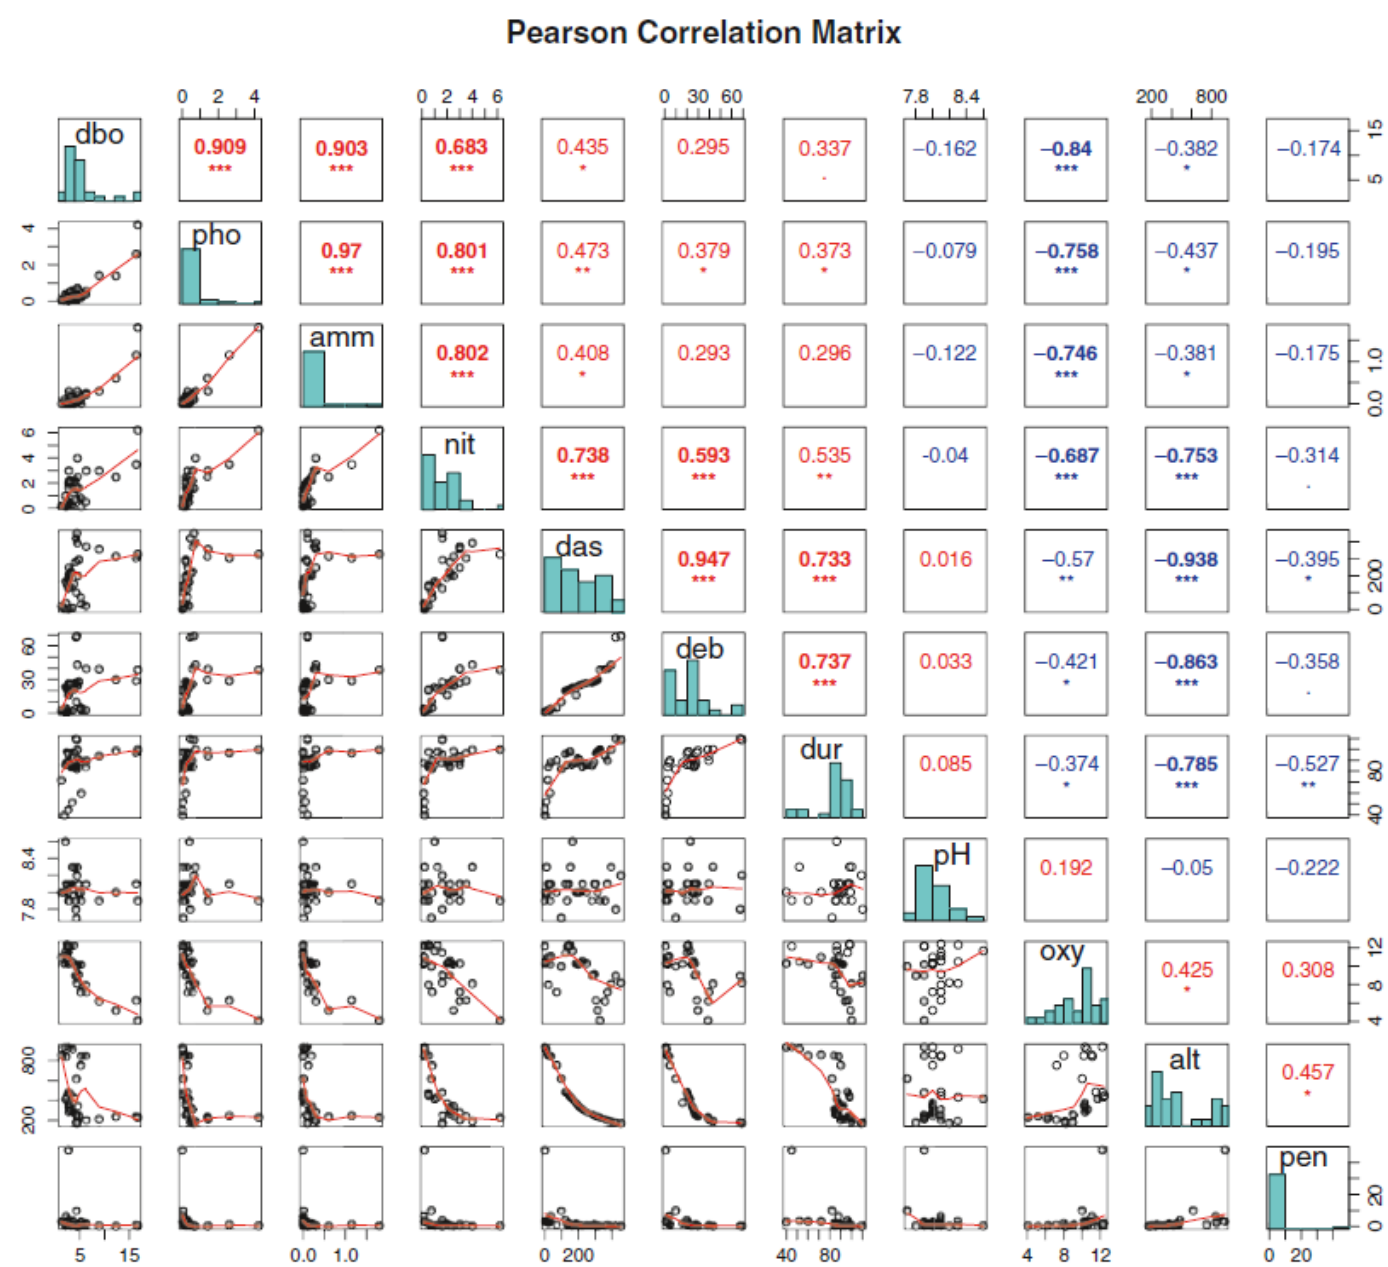 Pearson Correlation Matrix
0 2 4 0 2 4 6 0 30 60 7.8 8.4 200 800
dbo 0.909 *** 0.903 *** 0.683 *** 0.435 * 0.295 0.337 . −0.162 −0.84 *** −0.382 * −0.174 5 15
0 2 4 pho 0.97 *** 0.801 *** 0.473 ** 0.379 * 0.373 * −0.079 −0.758 *** −0.437 * −0.195
amm 0.802 *** 0.408 * 0.293 0.296 −0.122 −0.746 *** −0.381 * −0.175 0.0 1.0
0 2 4 6 nit 0.738 *** 0.593 *** 0.535 ** -0.04 −0.687 *** −0.753 *** −0.314 .
das 0.947 *** 0.733 *** 0.016 −0.57 ** −0.938 *** −0.395 * 0 200
0 30 60 deb 0.737 *** 0.033 −0.421 * −0.863 *** −0.358 .
dur 0.085 −0.374 * −0.785 *** −0.527 ** 40 80
7.8 8.4 pH 0.192 −0.05 −0.222
oxy 0.425 * 0.308 4 8 12
200 800 alt 0.457 *
pen 0 20
5 15 0.0 1.0 0 200 40 80 4 8 12 0 20